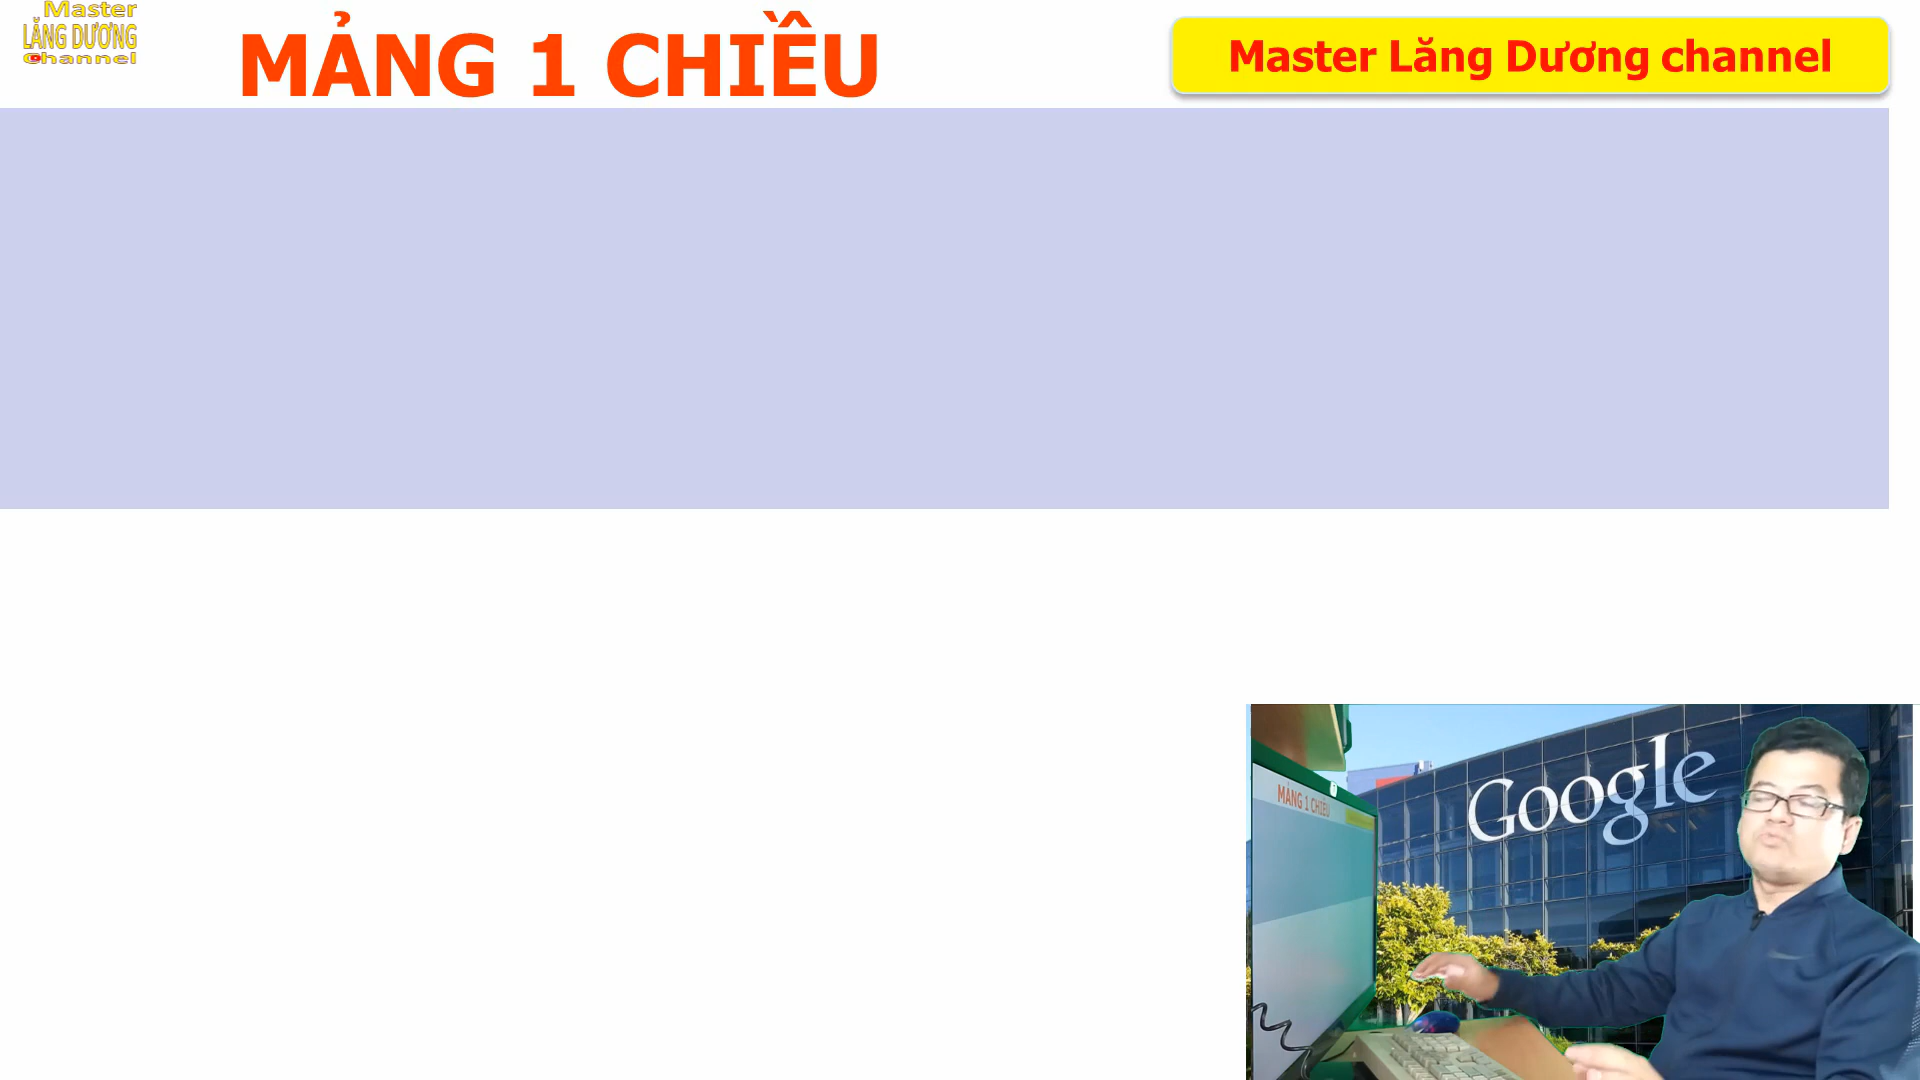 Master
LĂNG DƯƠNG
Channel
MẢNG 1 CHIỀU
Master Lăng Dương channel
MẢNG 1 CHIỀU
Google